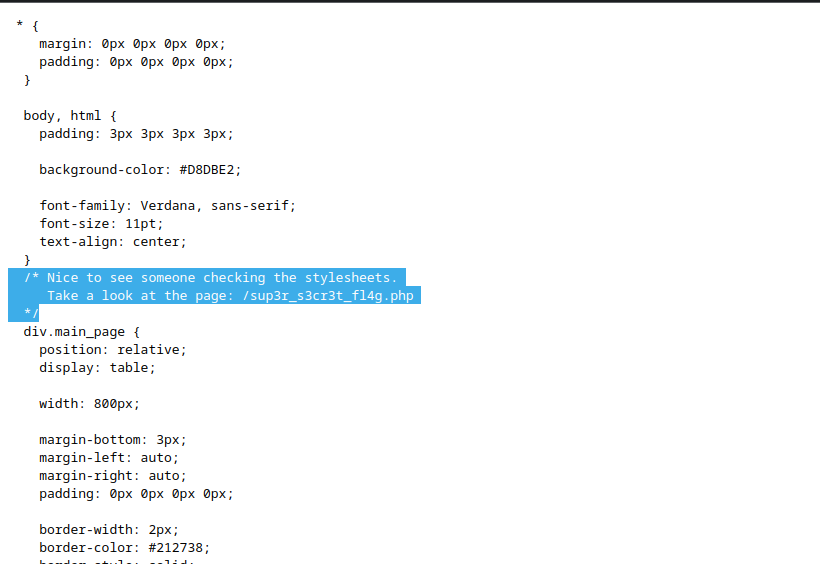 * {
margin: 0px 0px 0px 0px;
padding: 0px 0px 0px 0px;
}
body, html {
padding: 3px 3px 3px 3px;
background-color: #D8DBE2;
font-family: Verdana, sans-serif;
font-size: 11pt;
text-align: center;
}
/* Nice to see someone checking the stylesheets.
Take a look at the page: /sup3r_s3cr3t_fl4g.php
*/
div.main_page {
position: relative;
display: table;
width: 800px;
margin-bottom: 3px;
margin-left: auto;
margin-right: auto;
padding: 0px 0px 0px 0px;
border-width: 2px;
border-color: #212738;
border-style: solid;